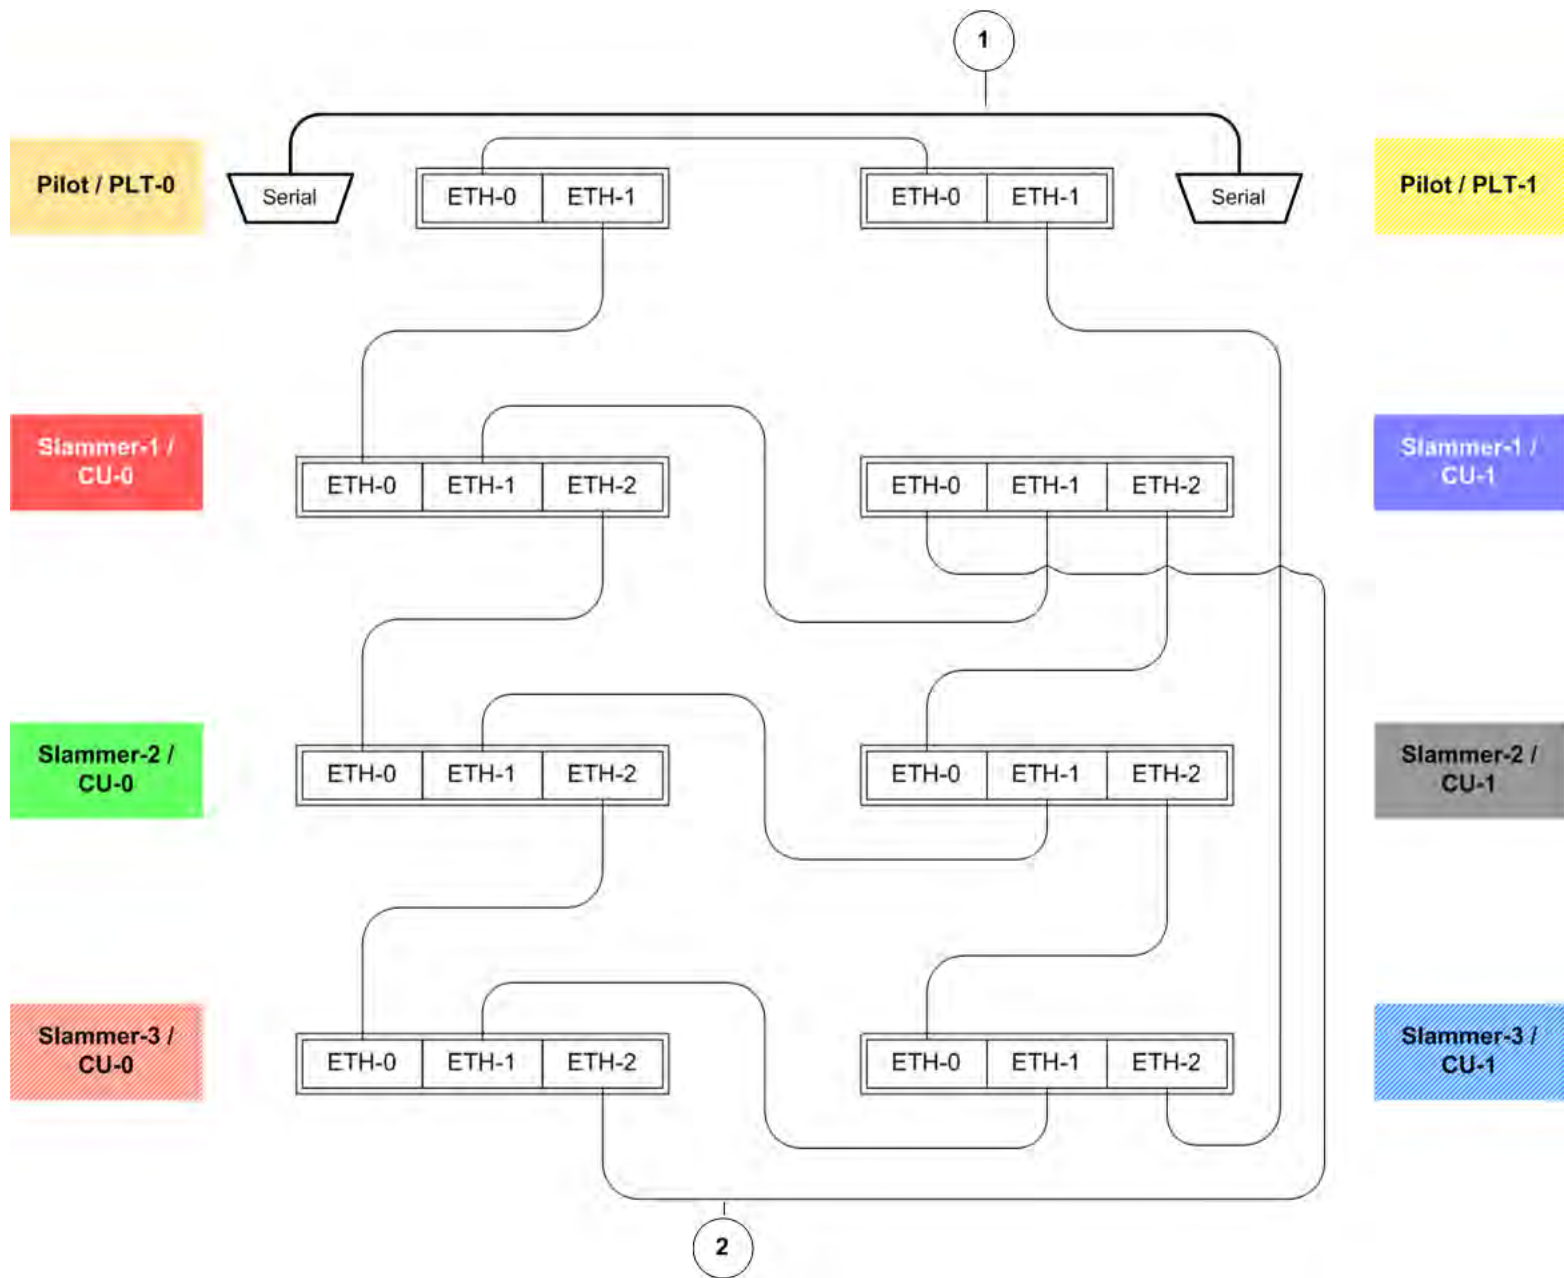 1
Pilot / PLT-0
Serial
ETH-0 ETH-1
ETH-0 ETH-1
Serial
Pilot / PLT-1
Slammer-1 /
CU-0
ETH-0 ETH-1 ETH-2
ETH-0 ETH-1 ETH-2
Slammer-1 /
CU-1
Slammer-2 /
CU-0
ETH-0 ETH-1 ETH-2
ETH-0 ETH-1 ETH-2
Slammer-2 /
CU-1
Slammer-3 /
CU-0
ETH-0 ETH-1 ETH-2
ETH-0 ETH-1 ETH-2
Slammer-3 /
CU-1
2